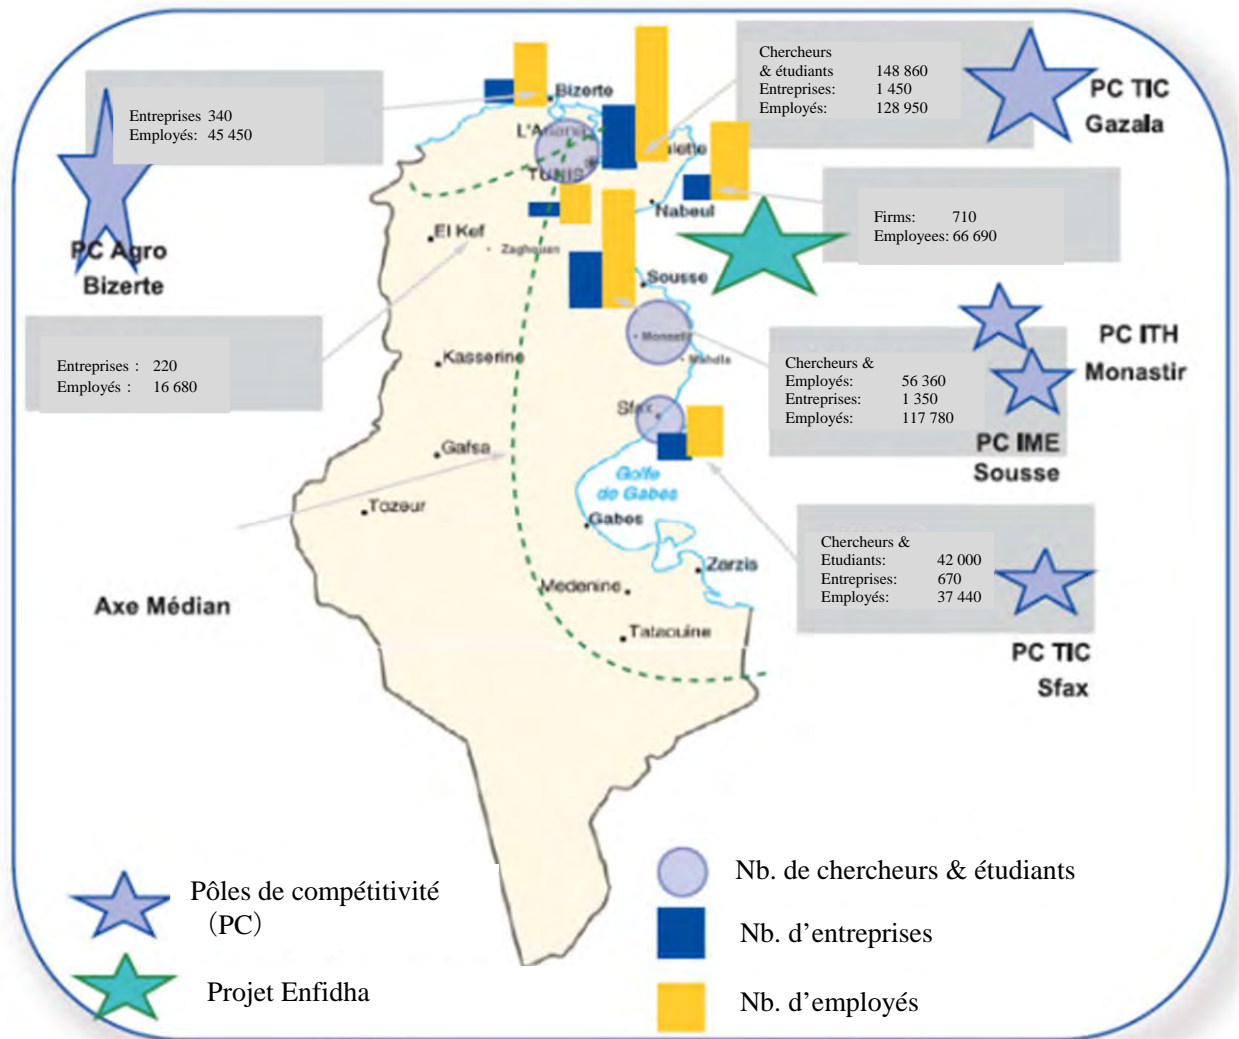 Chercheurs
& étudiants 148 860
Entreprises: 1 450
Employés: 128 950
PC TIC
Gazala
Entreprises 340
Employés: 45 450
PC Agro
Bizerte
Bizerte
TUNIS
Nabeul
Firms: 710
Employees: 66 690
El Kef
Zaghouan
Sousse
Entreprises : 220
Employés : 16 680
Monastir
Mahdia
Kasserine
Chercheurs &
Employés: 56 360
Entreprises: 1 350
Employés: 117 780
PC ITH
Monastir
PC IME
Sousse
Sfax
Gafsa
Golfe
de Gabes
Tozeur
Gabes
Chercheurs &
Etudiants: 42 000
Entreprises: 670
Employés: 37 440
PC TIC
Sfax
Zarzis
Medenine
Axe Médian
Tataouine
Pôles de compétitivité
(PC)
Projet Enfidha
Nb. de chercheurs & étudiants
Nb. d’entreprises
Nb. d’employés